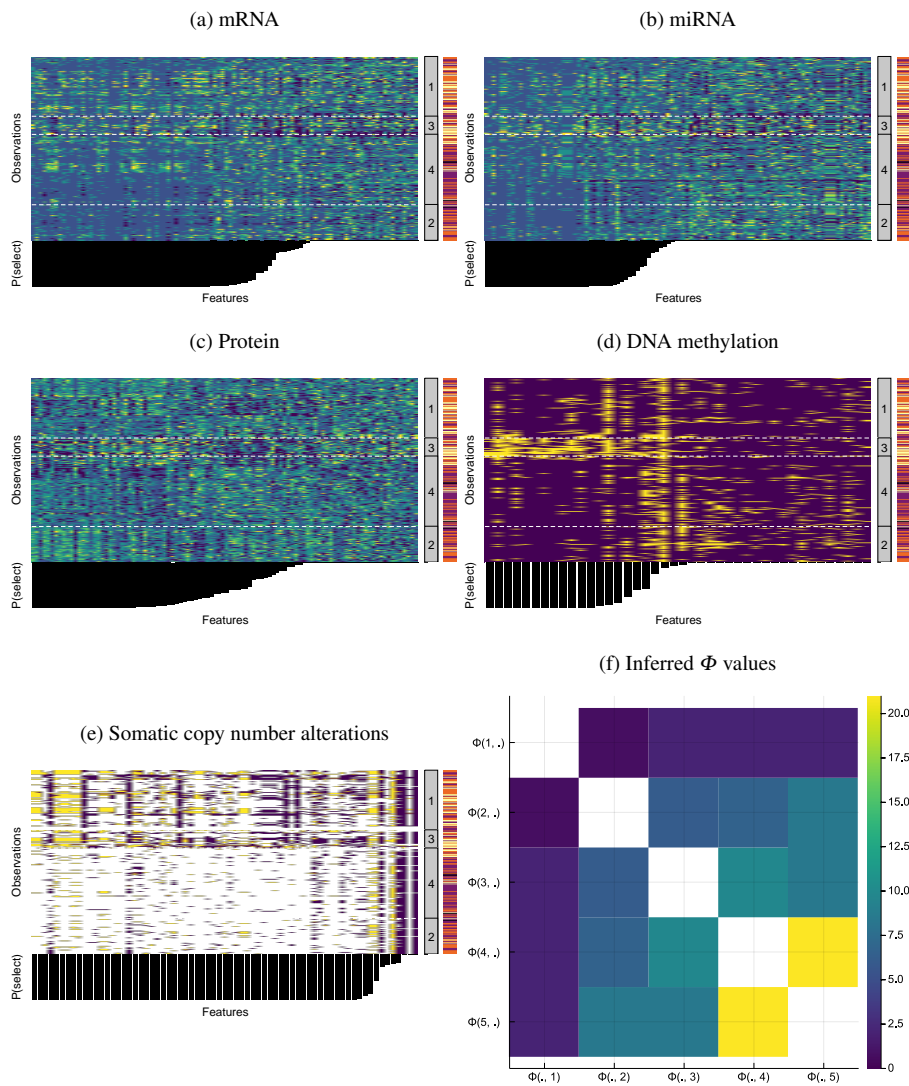 (a) mRNA
(b) miRNA
Observations
1
3
4
2
P(select)
Features
Observations
1
3
4
2
P(select)
Features
(c) Protein
(d) DNA methylation
Observations
1
3
4
2
P(select)
Features
Observations
1
3
4
2
P(select)
Features
(e) Somatic copy number alterations
Observations
1
3
4
2
P(select)
Features
(f) Inferred Φ values
Φ(1, .)
Φ(2, .)
Φ(3, .)
Φ(4, .)
Φ(5, .)
Φ(., 1) Φ(., 2) Φ(., 3) Φ(., 4) Φ(., 5)
20.0
17.5
15.0
12.5
10.0
7.5
5.0
2.5
0